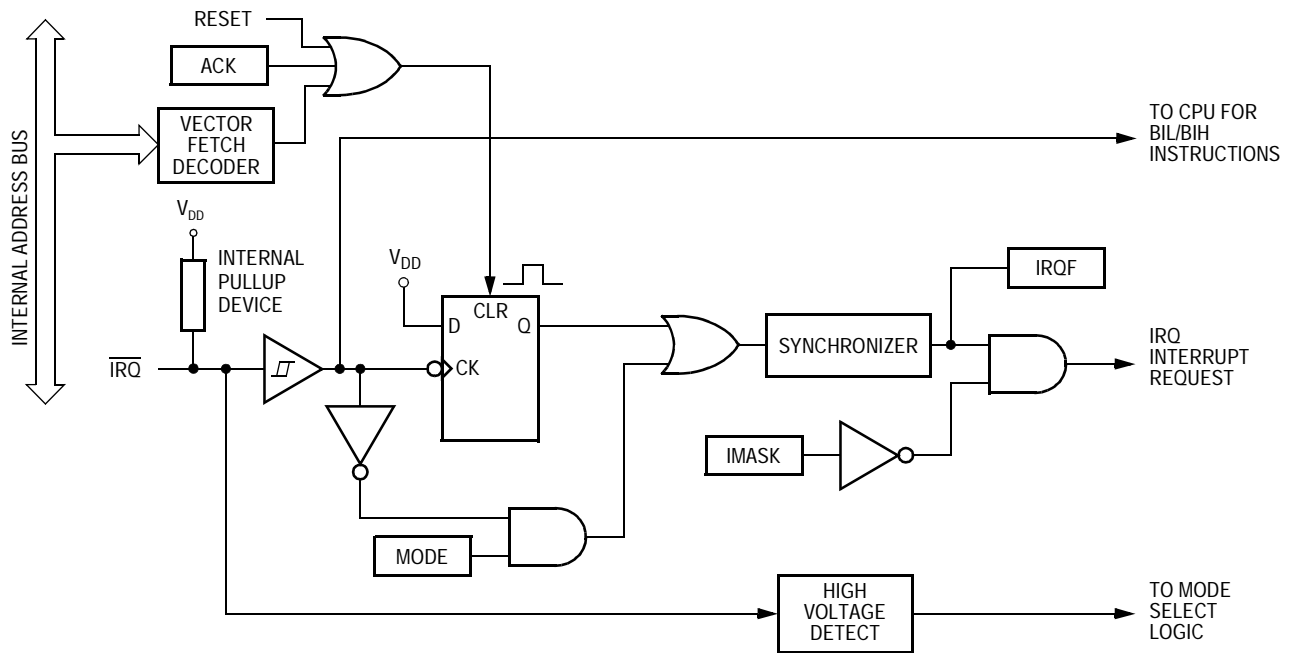 RESET
ACK
VECTOR
FETCH
DECODER
INTERNAL ADDRESS BUS
TO CPU FOR
BIL/BIH
INSTRUCTIONS
VDD
INTERNAL
PULLUP
DEVICE
VDD
CLR
D
Q
CK
IRQ
SYNCHRONIZER
IRQF
IRQ
INTERRUPT
REQUEST
IMASK
MODE
HIGH
VOLTAGE
DETECT
TO MODE
SELECT
LOGIC